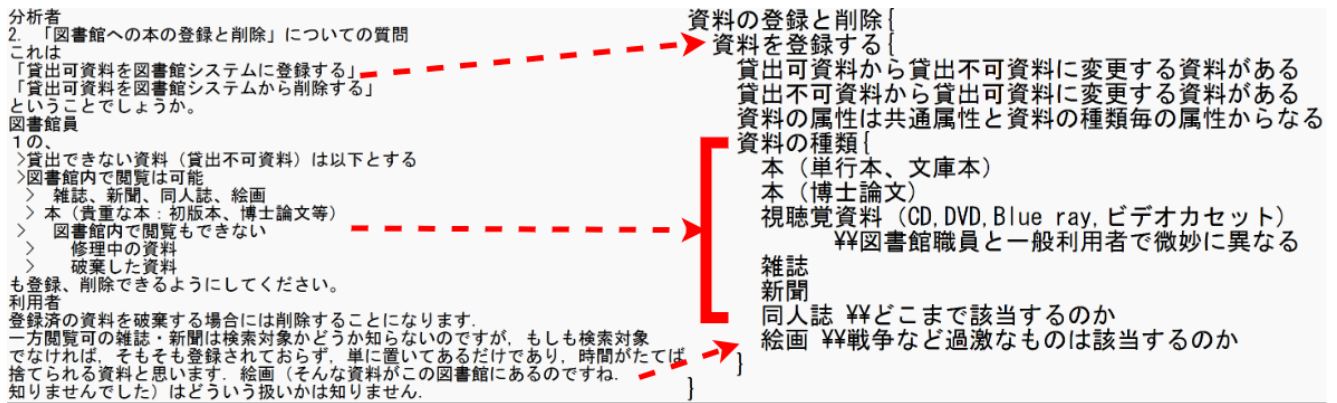 分析者
2. 「図書館への本の登録と削除」についての質問
これは
「貸出可資料を図書館システムに登録する」
「貸出可資料を図書館システムから削除する」
ということでしょうか。
図書館員
１の、
>貸出できない資料（貸出不可資料）は以下とする
>図書館内で閲覧は可能
> 雑誌、新聞、同人誌、絵画
> 本（貴重な本：初版本、博士論文等）
> 図書館内で閲覧もできない
> 修理中の資料
> 破棄した資料
も登録、削除できるようにしてください。
利用者
登録済の資料を破棄する場合には削除することになります．
一方閲覧可の雑誌・新聞は検索対象かどうか知らないのですが，もしも検索対象
でなければ，そもそも登録されておらず，単に置いてあるだけであり，時間がたてば
捨てられる資料と思います．絵画（そんな資料がこの図書館にあるのですね．
知りませんでした）はどういう扱いかは知りません．
資料の登録と削除{
資料を登録する{
貸出可資料から貸出不可資料に変更する資料がある
貸出不可資料から貸出可資料に変更する資料がある
資料の属性は共通属性と資料の種類毎の属性からなる
資料の種類{
本（単行本、文庫本）
本（博士論文）
視聴覚資料（CD,DVD,Blue ray,ビデオカセット）
¥¥図書館職員と一般利用者で微妙に異なる
雑誌
新聞
同人誌 ¥¥どこまで該当するのか
絵画 ¥¥戦争など過激なものは該当するのか
}
}